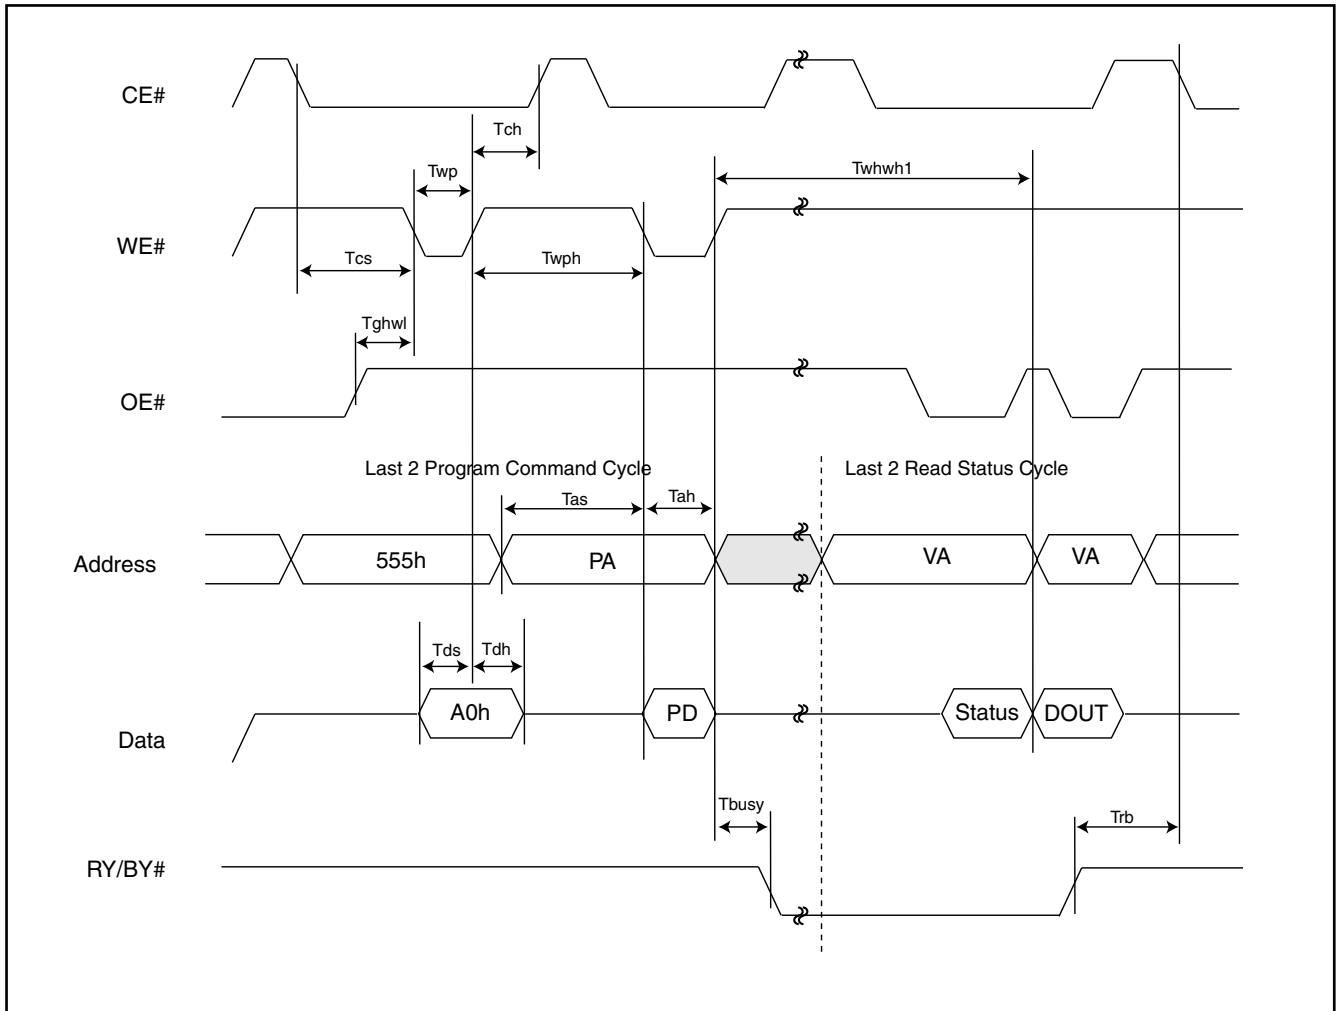 CE#
Tch
Twp
Twhwh1
WE#
Tcs
Twph
Tghwl
OE#
Last 2 Program Command Cycle
Last 2 Read Status Cycle
Tas
Tah
Address
555h
PA
VA
VA
Tds
Tdh
A0h
PD
Status
DOUT
Data
Tbusy
Trb
RY/BY#